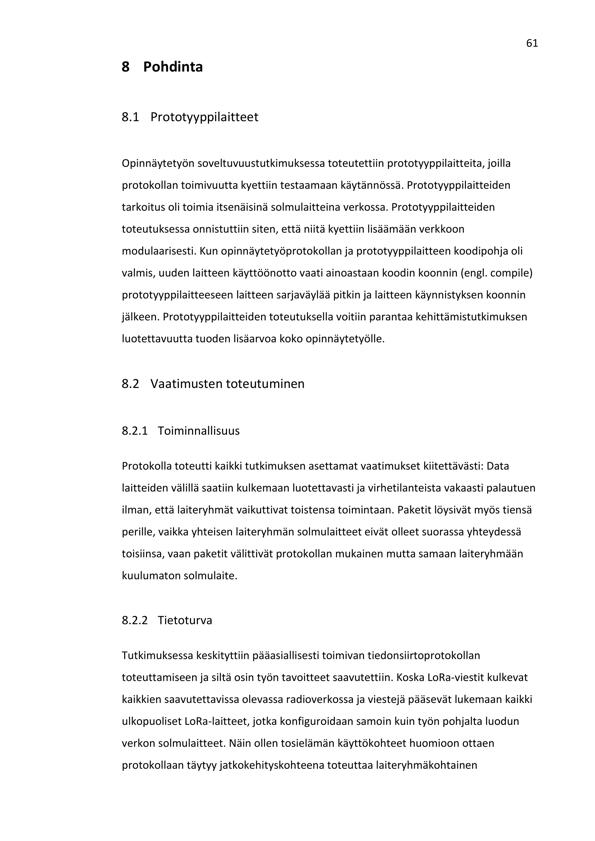 61
8 Pohdinta
8.1 Prototyyppilaitteet
Opinnäytetyön soveltuvuustutkimuksessa toteutettiin prototyyppilaitteita, joilla
protokollan toimivuutta kyettiin testaamaan käytännössä. Prototyyppilaitteiden
tarkoitus oli toimia itsenäisinä solmulaitteina verkossa. Prototyyppilaitteiden
toteutuksessa onnistuttiin siten, että niitä kyettiin lisäämään verkkoon
modulaarisesti. Kun opinnäytetyöprotokollan ja prototyyppilaitteen koodipohja oli
valmis, uuden laitteen käyttöönotto vaati ainoastaan koodin koonnin (engl. compile)
prototyyppilaitteeseen laitteen sarjaväylää pitkin ja laitteen käynnistyksen koonnin
jälkeen. Prototyyppilaitteiden toteutuksella voitiin parantaa kehittämistutkimuksen
luotettavuutta tuoden lisäarvoa koko opinnäytetyölle.
8.2 Vaatimusten toteutuminen
8.2.1 Toiminnallisuus
Protokolla toteutti kaikki tutkimuksen asettamat vaatimukset kiitettävästi: Data
laitteiden välillä saatiin kulkemaan luotettavasti ja virhetilanteista vakaasti palautuen
ilman, että laiteryhmät vaikuttivat toistensa toimintaan. Paketit löysivät myös tiensä
perille, vaikka yhteisen laiteryhmän solmulaitteet eivät olleet suorassa yhteydessä
toisiinsa, vaan paketit välittivät protokollan mukainen mutta samaan laiteryhmään
kuulumaton solmulaite.
8.2.2 Tietoturva
Tutkimuksessa keskityttiin pääasiallisesti toimivan tiedonsiirtoprotokollan
toteuttamiseen ja siltä osin työn tavoitteet saavutettiin. Koska LoRa-viestit kulkevat
kaikkien saavutettavissa olevassa radioverkossa ja viestejä pääsevät lukemaan kaikki
ulkopuoliset LoRa-laitteet, jotka konfiguroidaan samoin kuin työn pohjalta luodun
verkon solmulaitteet. Näin ollen tosielämän käyttökohteet huomioon ottaen
protokollaan täytyy jatkokehityskohteena toteuttaa laiteryhmäkohtainen